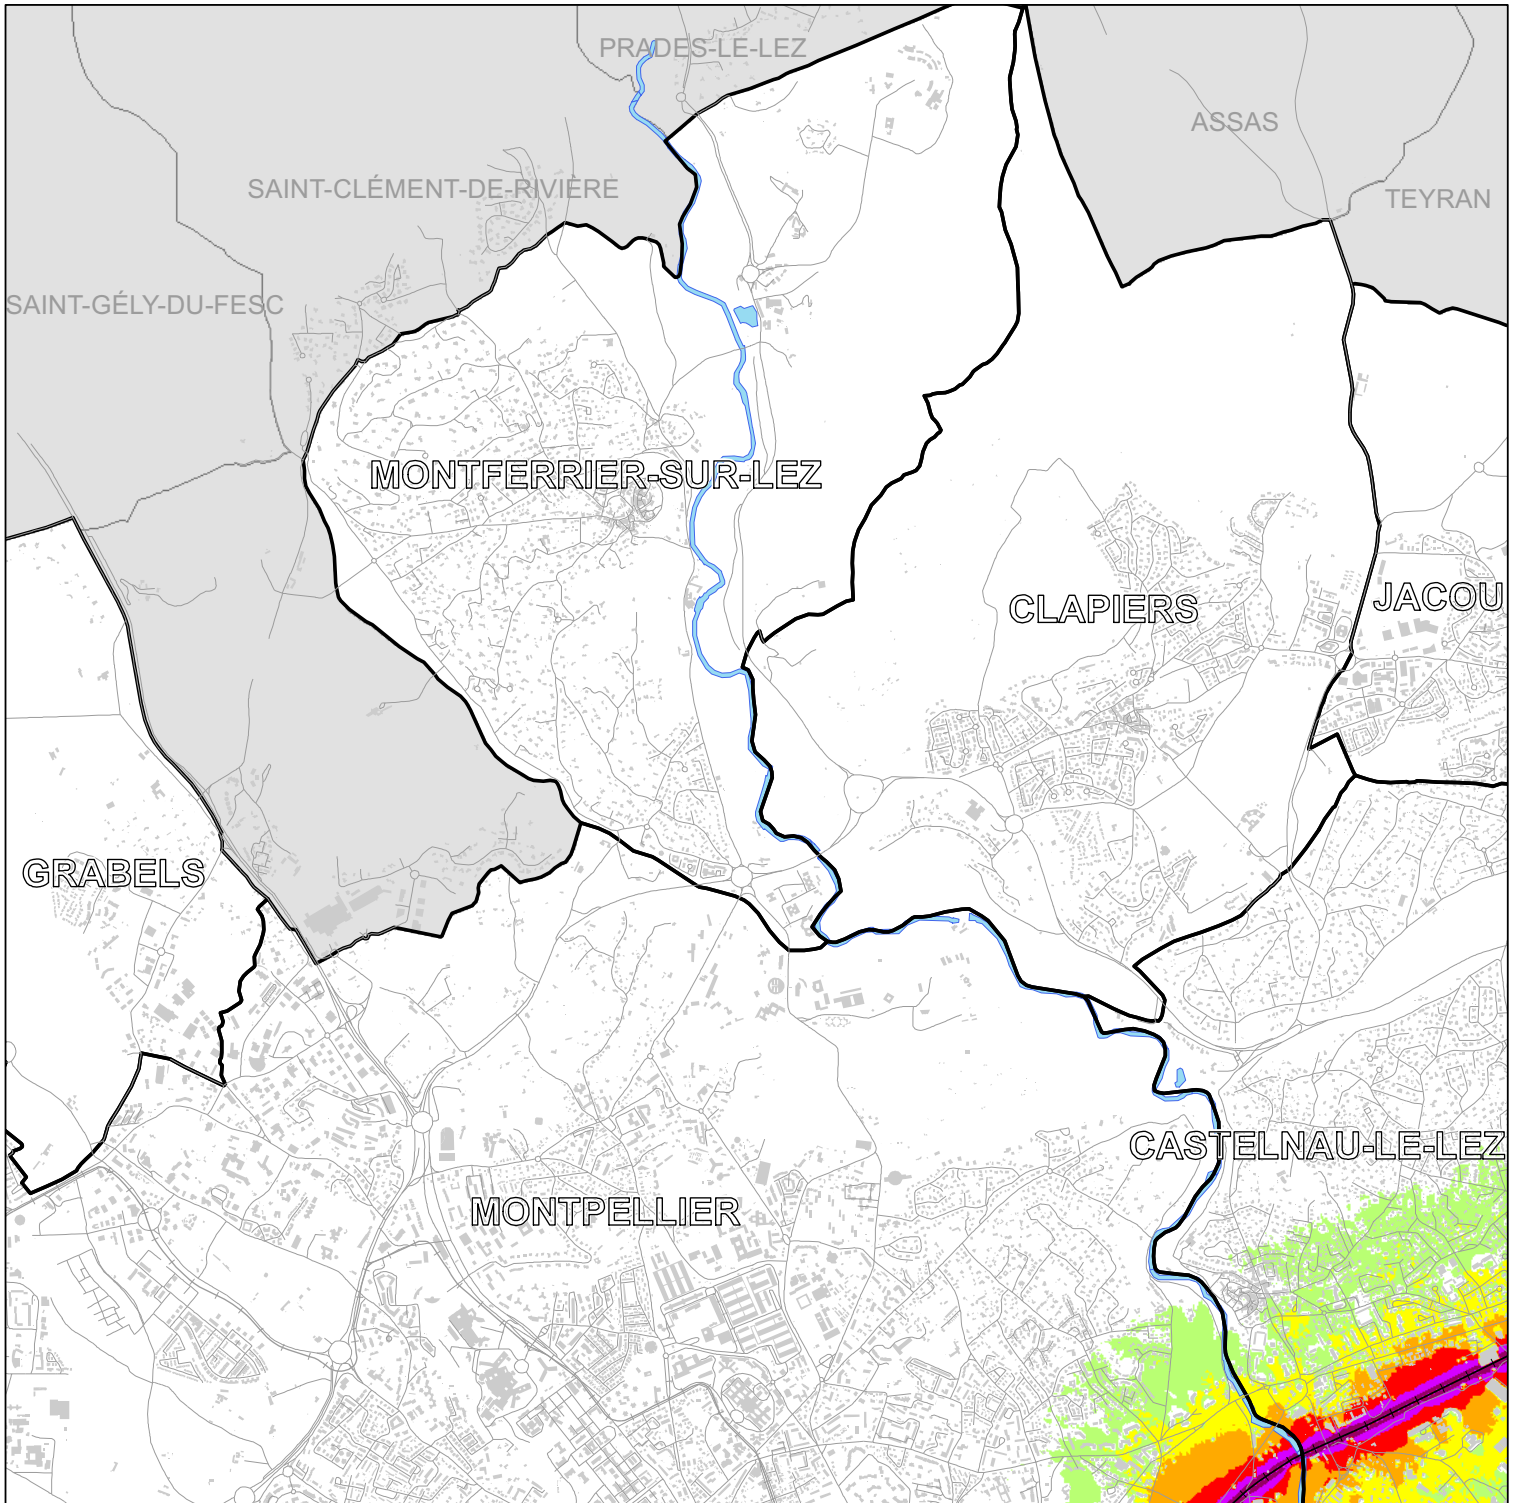 PRADES-LE-LEZ
ASSAS
SAINT-CLÉMENT-DE-RIVIÈRE
TEYRAN
SAINT-GÉLY-DU-FESC
MONTFERRIER-SUR-LEZ
CLAPIERS
JACOU
GRABELS
CASTELNAU-LE-LEZ
MONTPELLIER